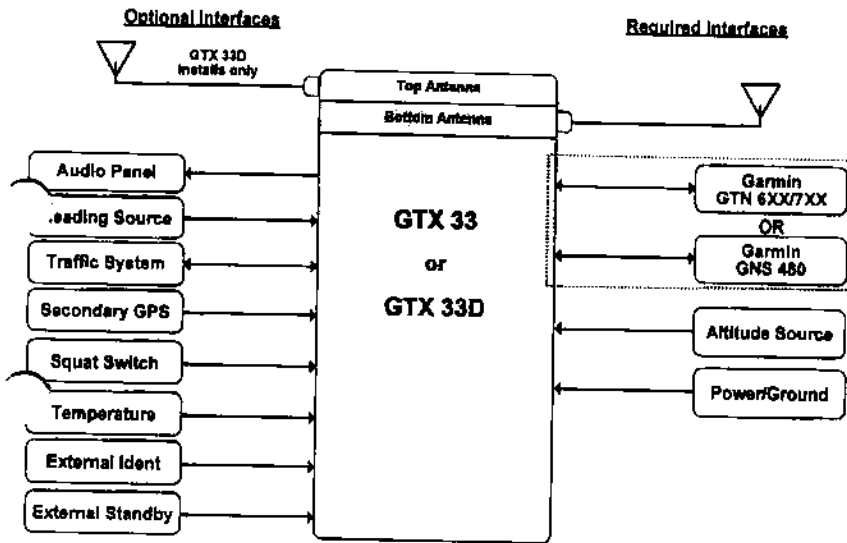 Optional Interfaces
Required Interfaces
GTX 33D
installs only
Top Antenna
Bottom Antenna
Audio Panel
eading Source
Traffic System
Secondary GPS
Squat Switch
Temperature
External Ident
External Standby
GTX 33
or
GTX 33D
Garmin
GTN 6XX/7XX
OR
Garmin
GNS 480
Altitude Source
Power/Ground